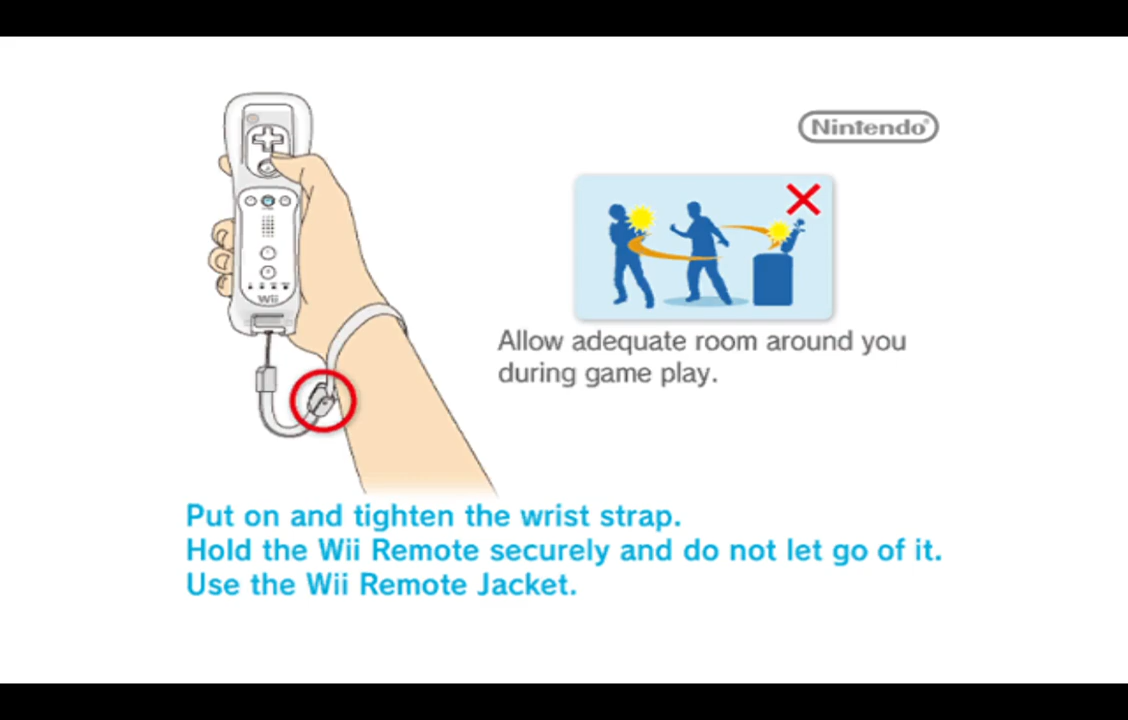 Nintendo®
Wii
Allow adequate room around you
during game play.
Put on and tighten the wrist strap.
Hold the Wii Remote securely and do not let go of it.
Use the Wii Remote Jacket.